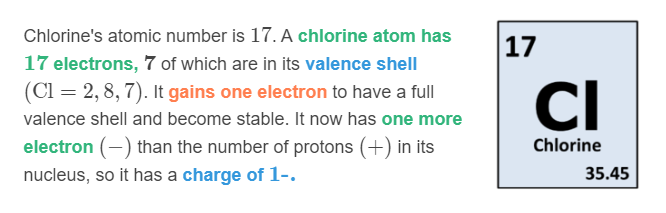 Chlorine's atomic number is 17. A chlorine atom has
17 electrons, 7 of which are in its valence shell
(Cl = 2, 8, 7). It gains one electron to have a full
valence shell and become stable. It now has one more
electron (−) than the number of protons (+) in its
nucleus, so it has a charge of 1-.
17
Cl
Chlorine
35.45